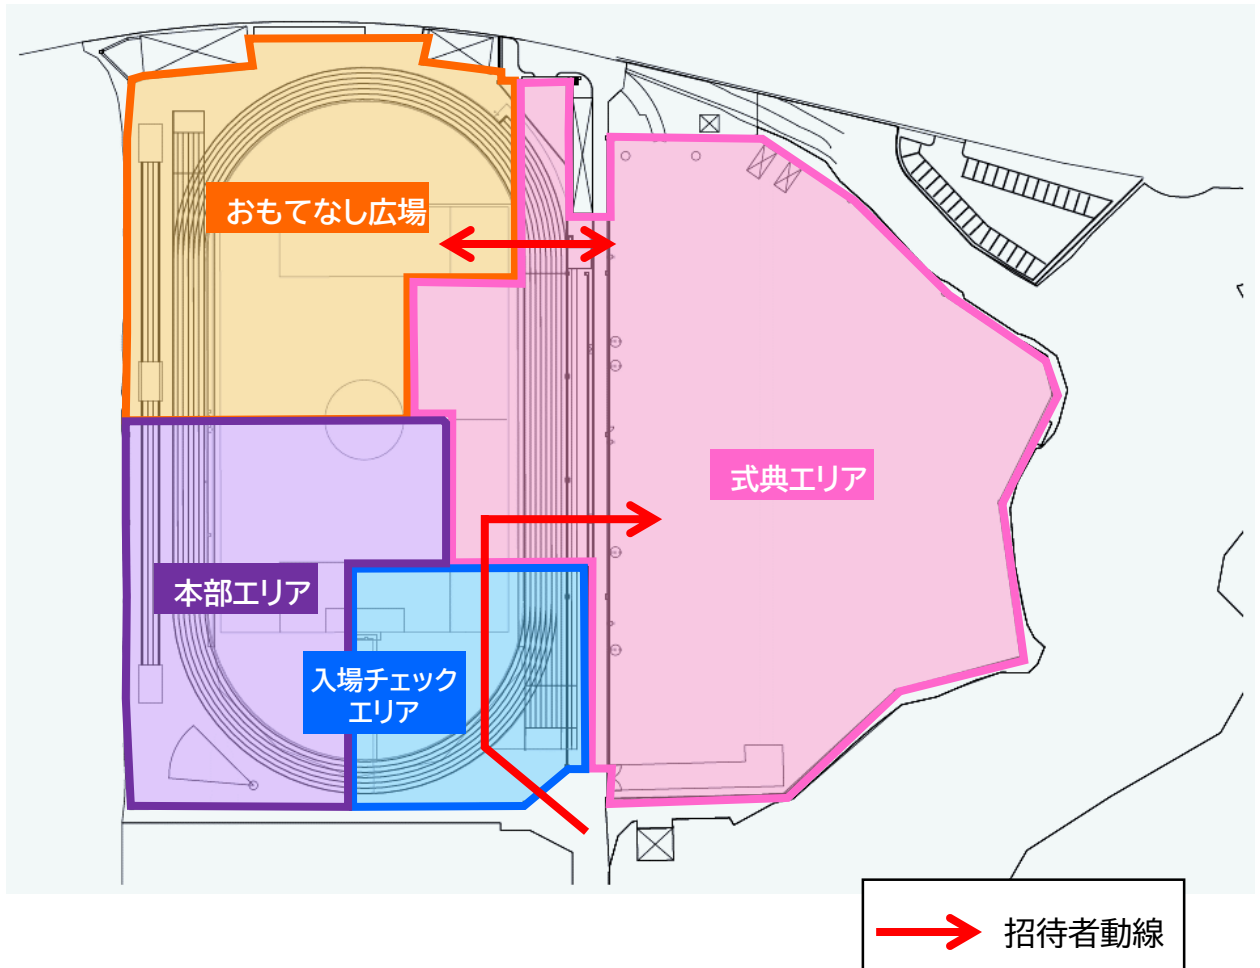 おもてなし広場
式典エリア
本部エリア
入場チェック
エリア
招待者動線